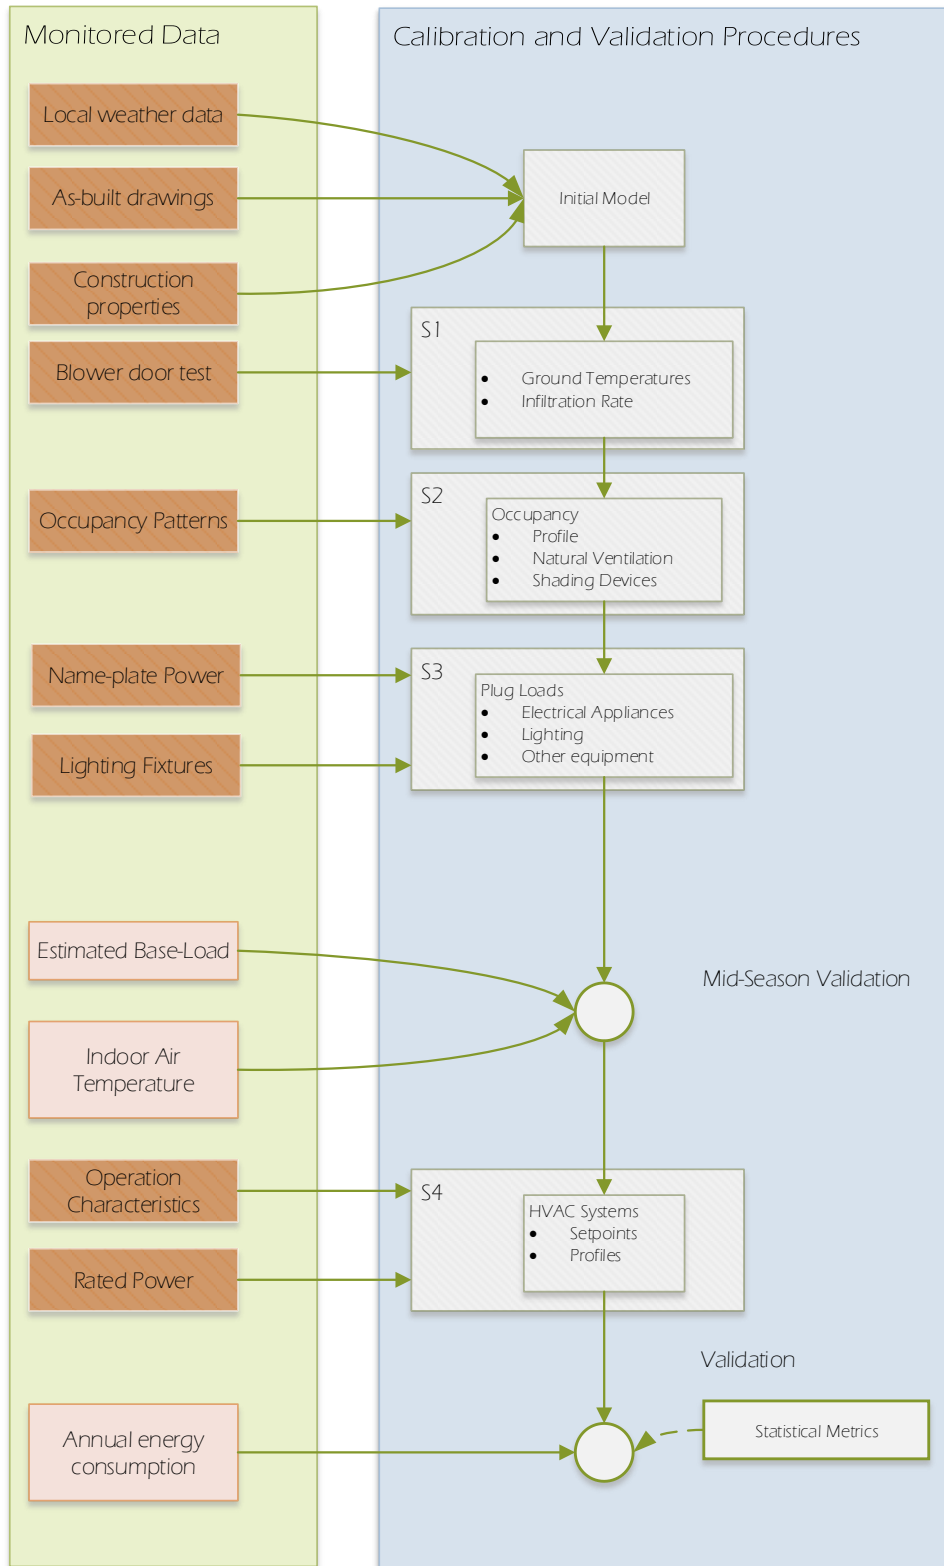 Monitored Data
Local weather data
As-built drawings
Construction
properties
Blower door test
Occupancy Patterns
Name-plate Power
Lighting Fixtures
Estimated Base-Load
Indoor Air
Temperature
Operation
Characteristics
Rated Power
Annual energy
consumption
Calibration and Validation Procedures
Initial Model
S1
• Ground Temperatures
• Infiltration Rate
S2
Occupancy
• Profile
• Natural Ventilation
• Shading Devices
S3
Plug Loads
• Electrical Appliances
• Lighting
• Other equipment
Mid-Season Validation
S4
HVAC Systems
• Setpoints
• Profiles
Validation
Statistical Metrics